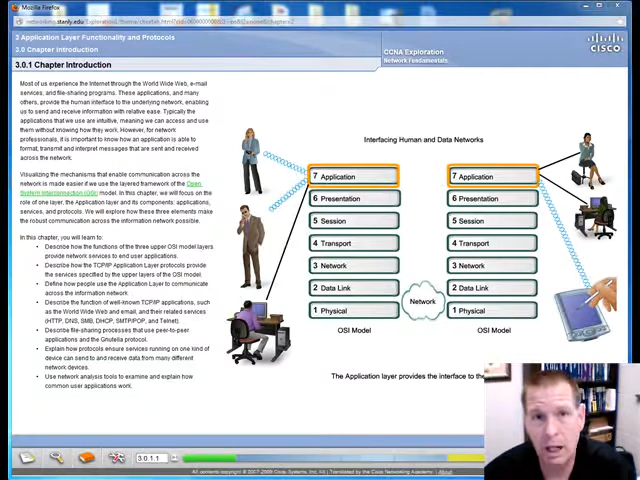 Mozilla Firefox
3 Application Layer Functionality and Protocols
3.0 Chapter Introduction
3.0.1 Chapter Introduction
CCNA Exploration
Network Fundamentals
CISCO
Most of us experience the Internet through the World Wide Web, e-mail
services, and file-sharing programs. These applications, and many
others, provide the human interface to the underlying network, enabling
us to send and receive information with relative ease. Typically the
applications that we use are intuitive, meaning we can access and use
them without knowing how they work. However, for network
professionals, it is important to know how an application is able to
format, transmit and interpret messages that are sent and received
across the network.
Visualizing the mechanisms that enable communication across the
network is made easier if we use the layered framework of the Open
System Interconnection (OSI) model. In this chapter, we will focus on the
role of one layer, the Application layer and its components: applications,
services, and protocols. We will explore how these three elements make
the robust communication across the information network possible.
In this chapter, you will learn to:
• Describe how the functions of the three upper OSI model layers
provide network services to end user applications.
• Describe how the TCP/IP Application Layer protocols provide
the services specified by the upper layers of the OSI model.
• Define how people use the Application Layer to communicate
across the information network.
• Describe the function of well-known TCP/IP applications, such
as the World Wide Web and email, and their related services
(HTTP, DNS, SMB, DHCP, SMTP/POP, and Telnet).
• Describe file-sharing processes that use peer-to-peer
applications and the Gnutella protocol.
• Explain how protocols ensure services running on one kind of
device can send to and receive data from many different
network devices.
• Use network analysis tools to examine and explain how
common user applications work.
Interfacing Human and Data Networks
7 Application
6 Presentation
5 Session
4 Transport
3 Network
2 Data Link
1 Physical
OSI Model
Network
7 Application
6 Presentation
5 Session
4 Transport
3 Network
2 Data Link
1 Physical
OSI Model
The Application layer provides the interface to the
3.0.1.1
All contents copyright © 2007-2009 Cisco Systems, Inc. All | Translated by the Cisco Networking Academy. | About